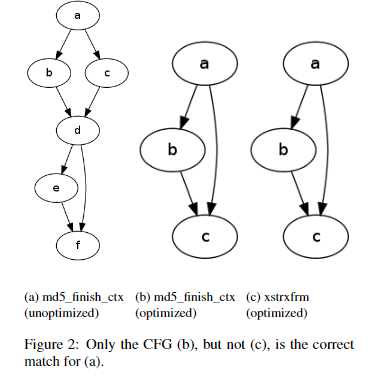 a
b c
d
e
f
a
b
c
a
b
c
(a) md5_finish_ctx (b) md5_finish_ctx (c) xstrxfrm
(unoptimized) (optimized) (optimized)
Figure 2: Only the CFG (b), but not (c), is the correct
match for (a).